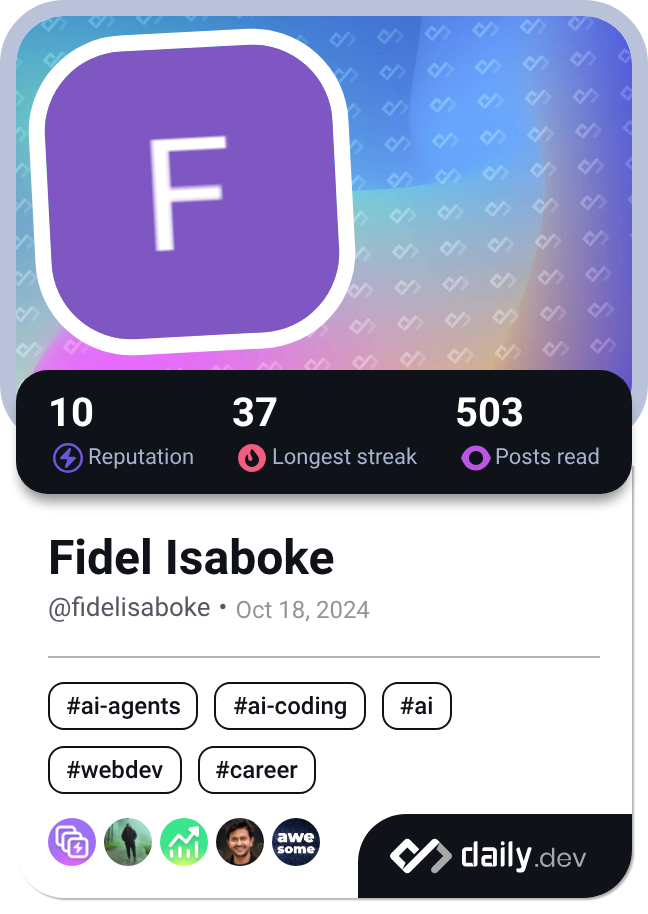 F
10 37 503
Reputation Longest streak Posts read
Fidel Isaboke
@fidelisaboke • Oct 18, 2024
#ai-agents #ai-coding #ai
#webdev #career
awe
some
daily.dev